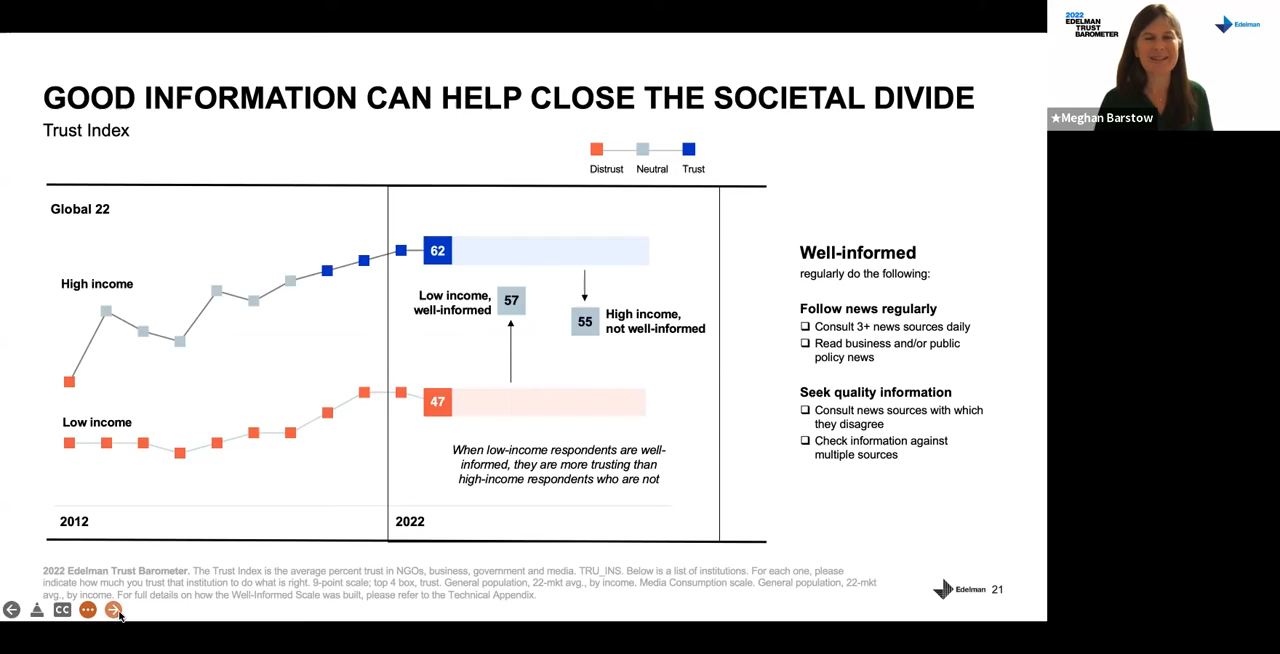 GOOD INFORMATION CAN HELP CLOSE THE SOCIETAL DIVIDE
Trust Index
Distrust Neutral Trust
Global 22
High income
62
Low income,
well-informed
57
55
High income,
not well-informed
Low income
47
When low-income respondents are well-
informed, they are more trusting than
high-income respondents who are not
2012
2022
Well-informed
regularly do the following:
Follow news regularly
Consult 3+ news sources daily
Read business and/or public
policy news
Seek quality information
Consult news sources with which
they disagree
Check information against
multiple sources
2022 Edelman Trust Barometer. The Trust Index is the average percent trust in NGOs, business, government and media. TRU_INS. Below is a list of institutions. For each one, please
indicate how much you trust that institution to do what is right. 9-point scale; top 4 box, trust. General population, 22-mkt avg., by income. Media Consumption scale. General population, 22-mkt
avg., by income. For full details on how the Well-Informed Scale was built, please refer to the Technical Appendix.
CC
Edelman 21
2022
EDELMAN
TRUST
BAROMETER
Edelman
★Meghan Barstow